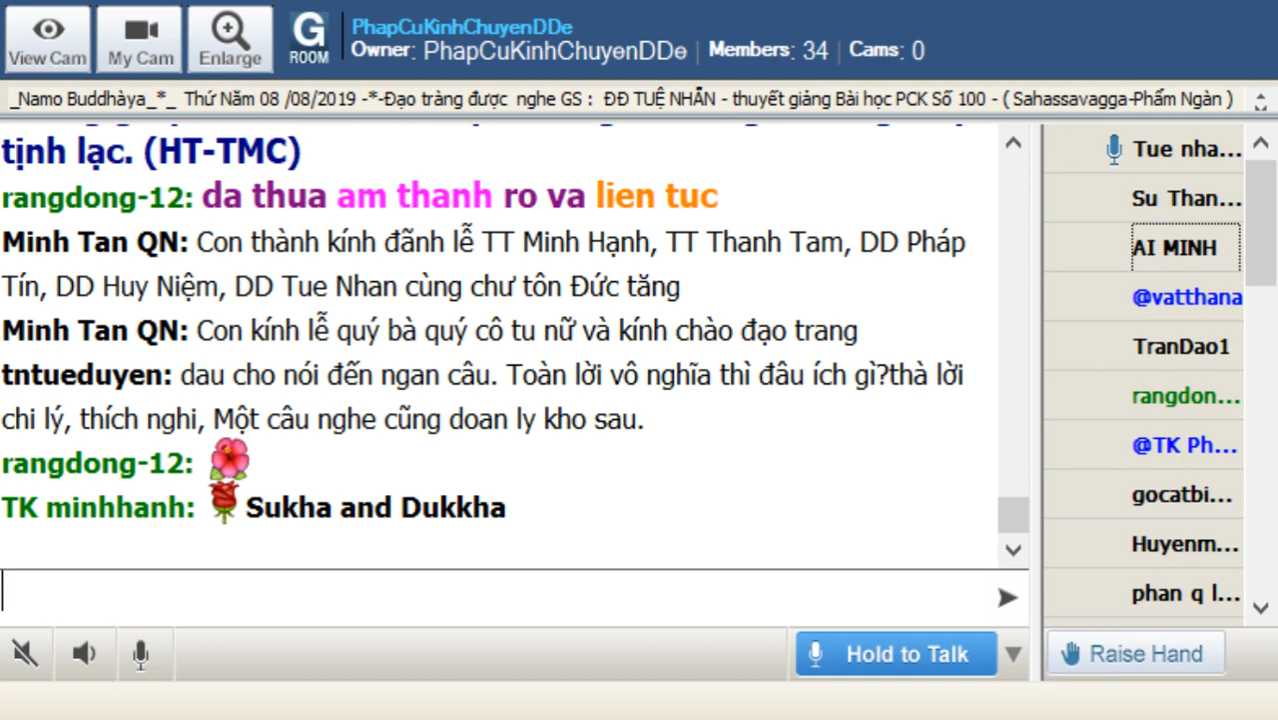 View Cam
My Cam
Enlarge
G
ROOM
PhapCuKinhChuyenDDe
Owner: PhapCuKinhChuyenDDe | Members: 34 | Cams: 0
_Namo Buddhàya_*_ Thứ Năm 08 /08/2019 -*-Đạo tràng được nghe GS : ĐĐ TUỆ NHẪN - thuyết giảng Bài học PCK Số 100 - ( Sahassavagga-Phẩm Ngàn )
tịnh lạc. (HT-TMC)
rangdong-12: da thua am thanh ro va lien tuc
Minh Tan QN: Con thành kính đãnh lễ TT Minh Hạnh, TT Thanh Tam, DD Pháp
Tín, DD Huy Niệm, DD Tue Nhan cùng chư tôn Đức tăng
Minh Tan QN: Con kính lễ quý bà quý cô tu nữ và kính chào đạo trang
tntueduyen: dau cho nói đến ngan câu. Toàn lời vô nghĩa thì đâu ích gì?thà lời
chi lý, thích nghi, Một câu nghe cũng doan ly kho sau.
rangdong-12:
TK minhhanh: Sukha and Dukkha
Tue nha...
Su Than...
AI MINH
@vatthana
TranDao1
rangdon...
@TK Ph...
gocatbi...
Huyenm...
phan q l...
Hold to Talk
Raise Hand